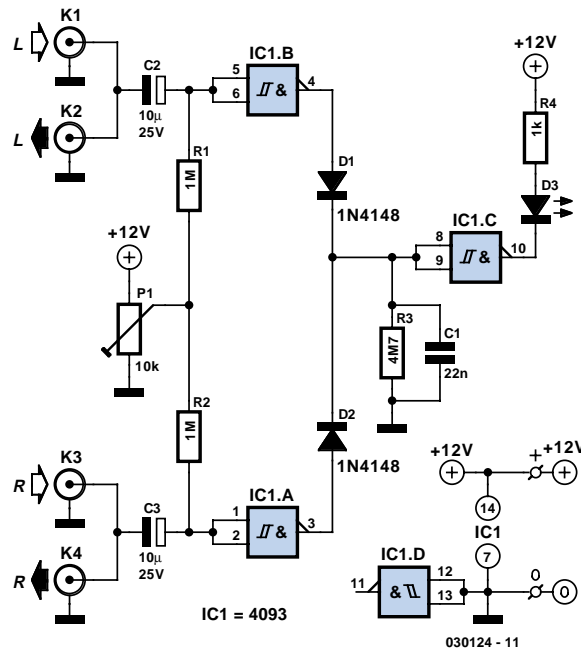 K1
L
K2
L
C2
10µ
25V
IC1.B
5
6
&
4
R1
1M
D1
1N4148
+12V
R4
1k
D3
IC1.C
8
9
&
10
+12V
P1
10k
R3
4M7
C1
22n
R2
1M
D2
1N4148
K3
R
K4
R
C3
10µ
25V
IC1.A
1
2
&
3
IC1 = 4093
+12V
+
+12V
14
IC1
7
IC1.D
11
&
12
13
0
0
030124 - 11